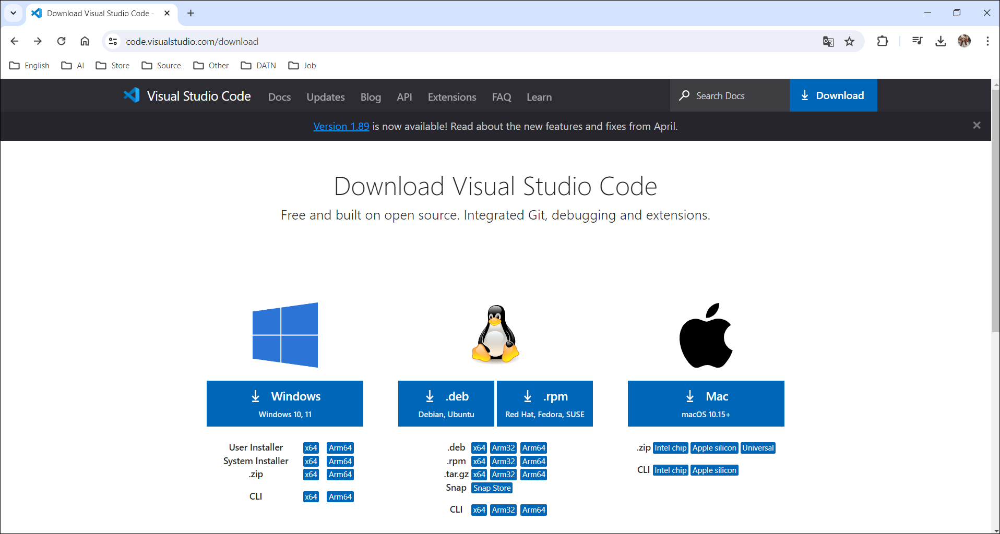 Download Visual Studio Code -
code.visualstudio.com/download
English AI Store Source Other DATN Job
Visual Studio Code Docs Updates Blog API Extensions FAQ Learn Search Docs Download
Version 1.89 is now available! Read about the new features and fixes from April.
Download Visual Studio Code
Free and built on open source. Integrated Git, debugging and extensions.
Windows
Windows 10, 11
User Installer x64 Arm64
System Installer x64 Arm64
.zip x64 Arm64
CLI x64 Arm64
.deb
Debian, Ubuntu
.rpm
Red Hat, Fedora, SUSE
.deb x64 Arm32 Arm64
.rpm x64 Arm32 Arm64
.tar.gz x64 Arm32 Arm64
Snap Snap Store
CLI x64 Arm32 Arm64
Mac
macOS 10.15+
.zip Intel chip Apple silicon Universal
CLI Intel chip Apple silicon